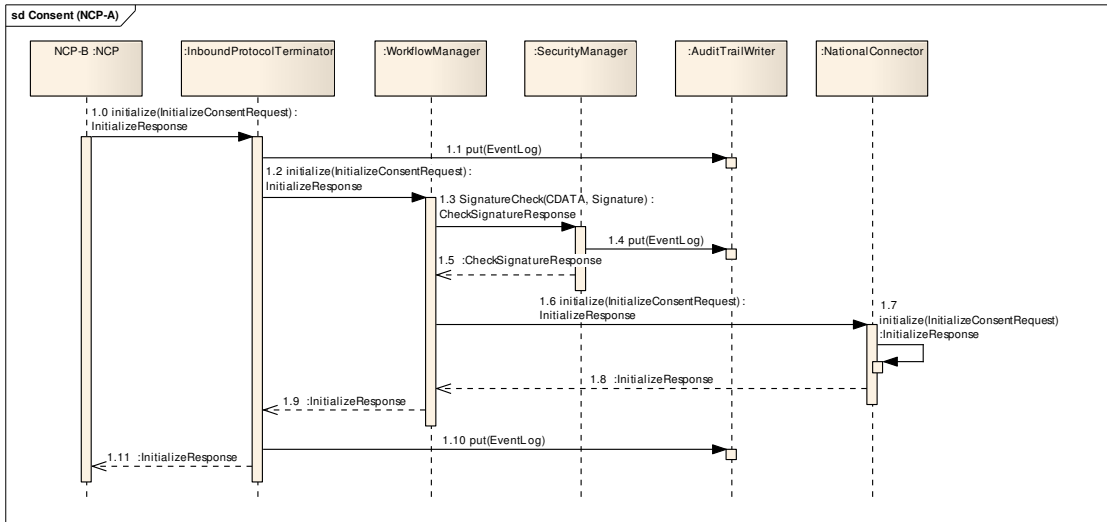 sd Consent (NCP-A)
NCP-B :NCP
:InboundProtocolTerminator
:WorkflowManager
:SecurityManager
:AuditTrailWriter
:NationalConnector
1.0 initialize(InitializeConsentRequest) :
InitializeResponse
1.1 put(EventLog)
1.2 initialize(InitializeConsentRequest) :
InitializeResponse
1.3 SignatureCheck(CDATA, Signature) :
CheckSignatureResponse
1.4 put(EventLog)
1.5 :CheckSignatureResponse
1.6 initialize(InitializeConsentRequest) :
InitializeResponse
1.7
initialize(InitializeConsentRequest)
:InitializeResponse
1.8 :InitializeResponse
1.9 :InitializeResponse
1.10 put(EventLog)
1.11 :InitializeResponse